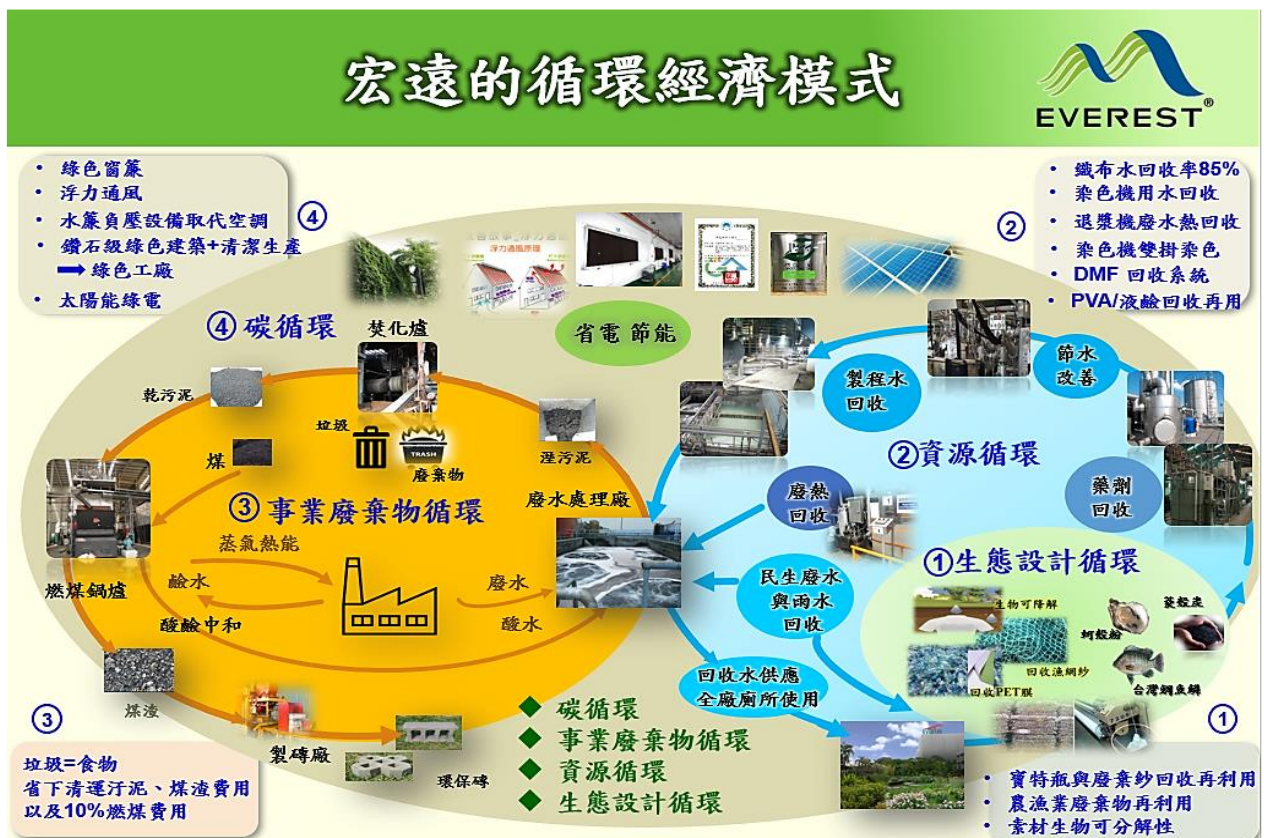 宏遠的循環經濟模式
EVEREST®
• 綠色窗簾
• 浮力通風
• 水簾負壓設備取代空調
• 鑽石級綠色建築+清潔生產
➡ 綠色工廠
• 太陽能綠電
④
②
• 織布水回收率85%
• 染色機用水回收
• 退漿機廢水熱回收
• 染色機雙掛染色
• DMF 回收系統
• PVA/液鹼回收再用
浮力通風原理
省電 節能
④碳循環
焚化爐
乾污泥
垃圾
TRASH
廢棄物
煤
溼污泥
③事業廢棄物循環
廢水處理廠
蒸氣熱能
燃煤鍋爐
鹼水
廢水
酸鹼中和
酸水
煤渣
製磚廠
環保磚
製程水
回收
節水
改善
②資源循環
廢熱
回收
藥劑
回收
①生態設計循環
民生廢水
與雨水
回收
生物可降解
蚵殼粉
菱殼炭
回收漁網紗
回收PET膜
台灣鯛魚鱗
回收水供應
全廠廁所使用
◆ 碳循環
◆ 事業廢棄物循環
◆ 資源循環
◆ 生態設計循環
③
垃圾=食物
省下清運汙泥、煤渣費用
以及10%燃煤費用
①
• 寶特瓶與廢棄紗回收再利用
• 農漁業廢棄物再利用
• 素材生物可分解性